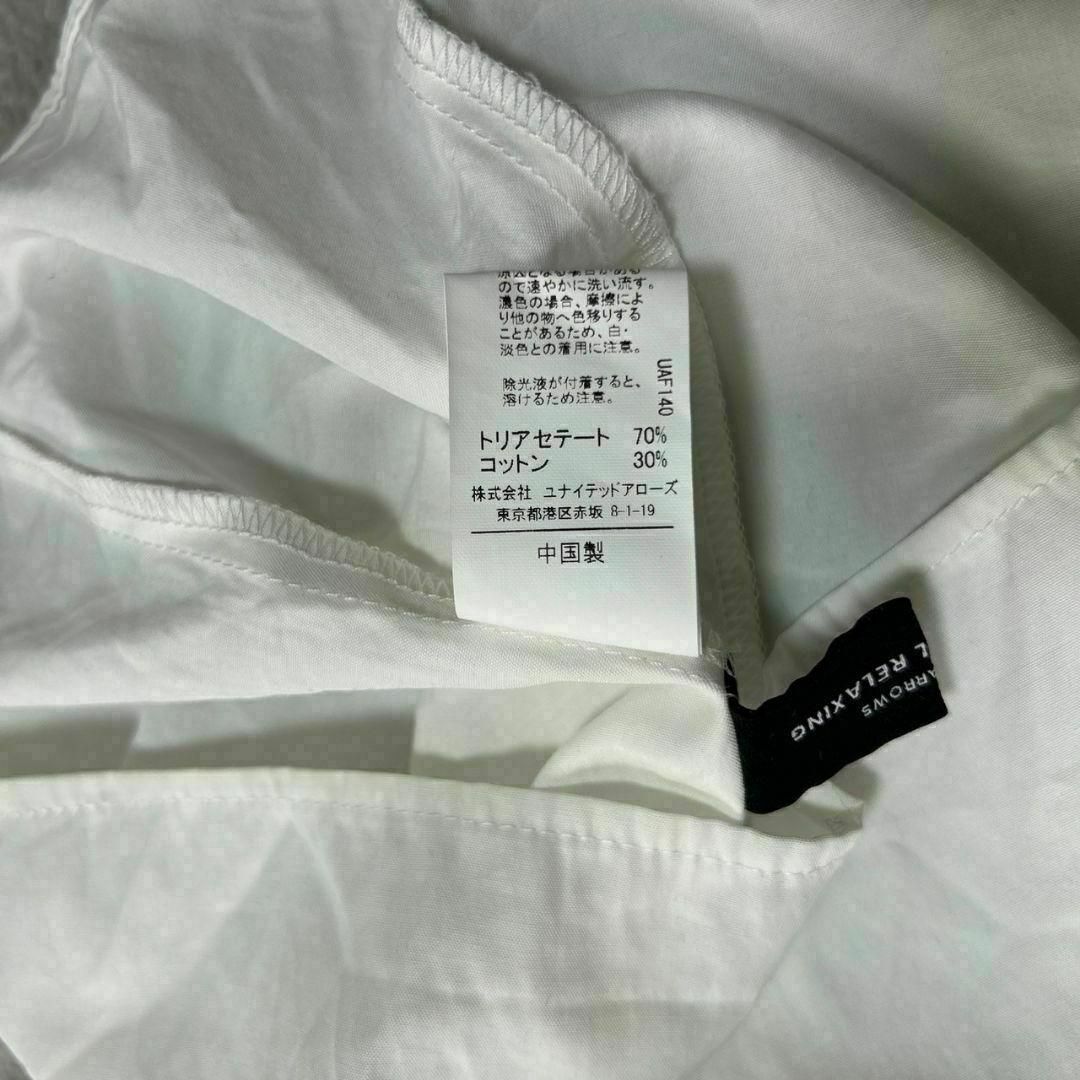 原因となる場合がある
ので速やかに洗い流す。
濃色の場合、摩擦によ
り他の物へ色移りする
ことがあるため、白・
淡色との着用に注意。
除光液が付着すると、
溶けるため注意。
UAF140
トリアセテート 70%
コットン 30%
株式会社 ユナイテッドアローズ
東京都港区赤坂 8-1-19
中国製
ARROWS
L RELAXING